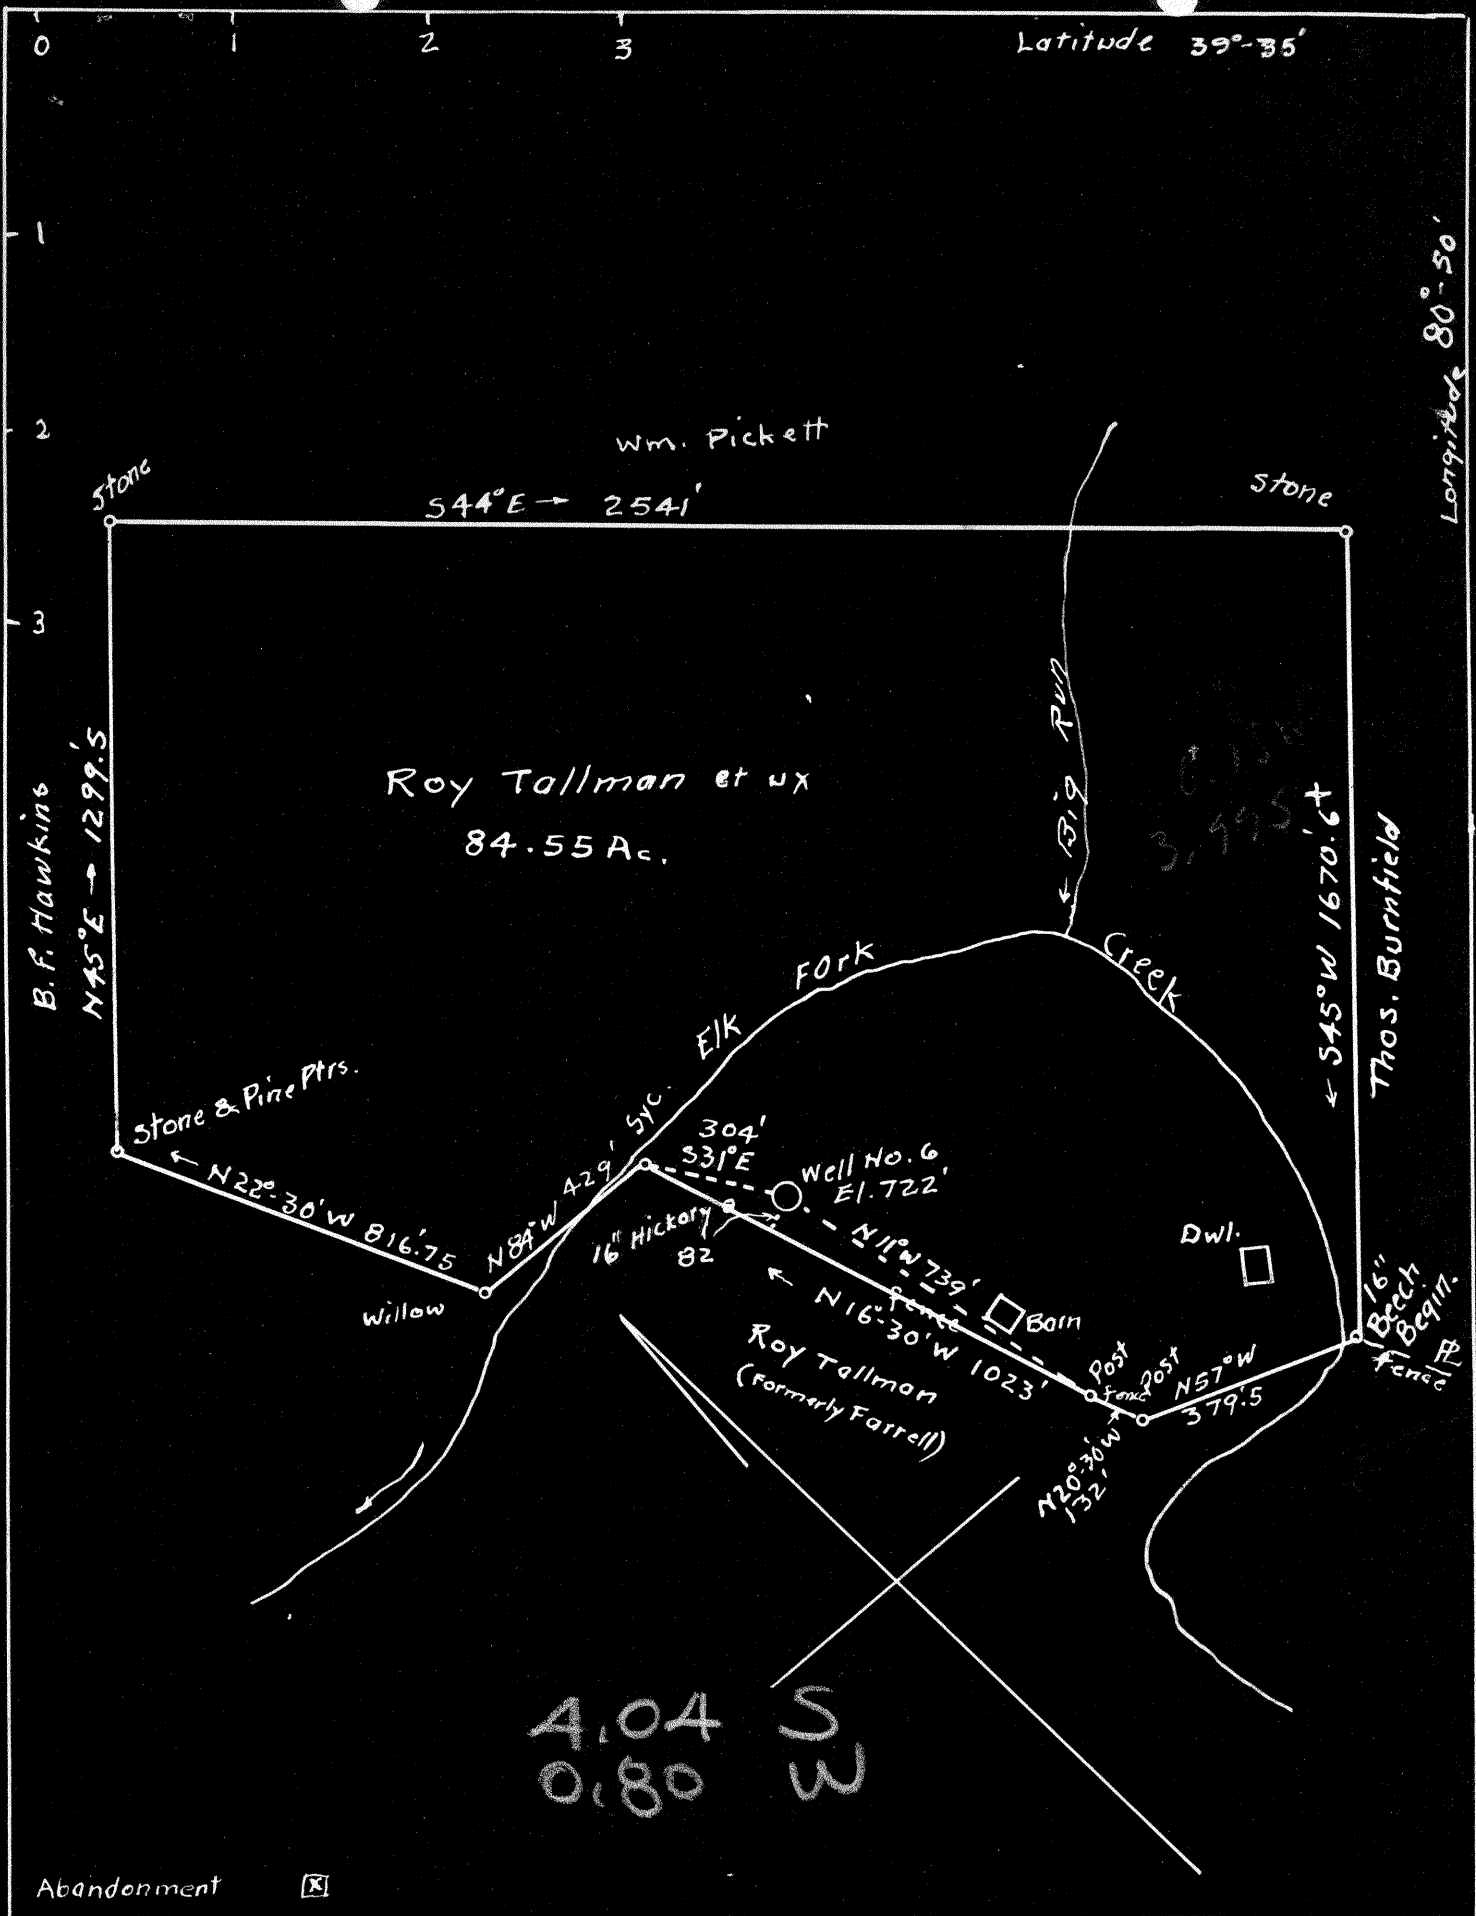 0 1 2 3
Latitude 39°-35'
1
2
3
Longitude 80°-50'
Wm. Pickett
Stone
S44°E → 2541'
Stone
B.F. Hawkins
N45°E → 1299.'5
Roy Tallman et ux
84.55 Ac.
← Big Run
← S45°W 1670.'6+
Thos. Burnfield
Elk Fork Creek
Stone & Pine Ptrs.
← N22°-30'W 816.'75
Willow
N84°W 429'
Syc.
304'
S31°E
Well No. 6
El. 722'
16" Hickory
82
N11°W 739'
Fence
← N16°-30'W 1023'
Barn
Dwl.
Roy Tallman
(Formerly Farrell)
Post
Fence
Post
N57°W
379.'5
N20°-30'W
132'
16"
Beech
Begin.
Fence
PL
4.04 S
0.80 W
Abandonment X